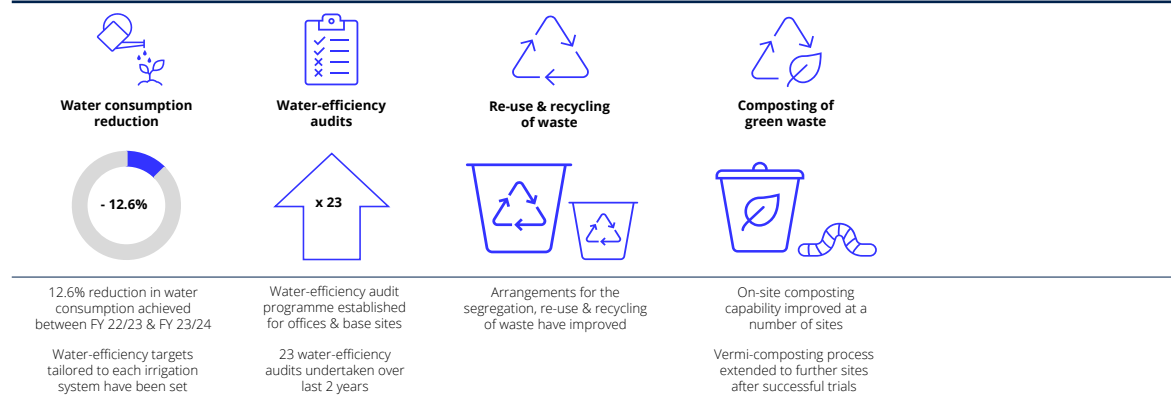 Water consumption
reduction
Water-efficiency
audits
Re-use & recycling
of waste
Composting of
green waste
- 12.6%
x 23
12.6% reduction in water
consumption achieved
between FY 22/23 & FY 23/24
Water-efficiency targets
tailored to each irrigation
system have been set
Water-efficiency audit
programme established
for offices & base sites
23 water-efficiency
audits undertaken over
last 2 years
Arrangements for the
segregation, re-use & recycling
of waste have improved
On-site composting
capability improved at a
number of sites
Vermi-composting process
extended to further sites
after successful trials